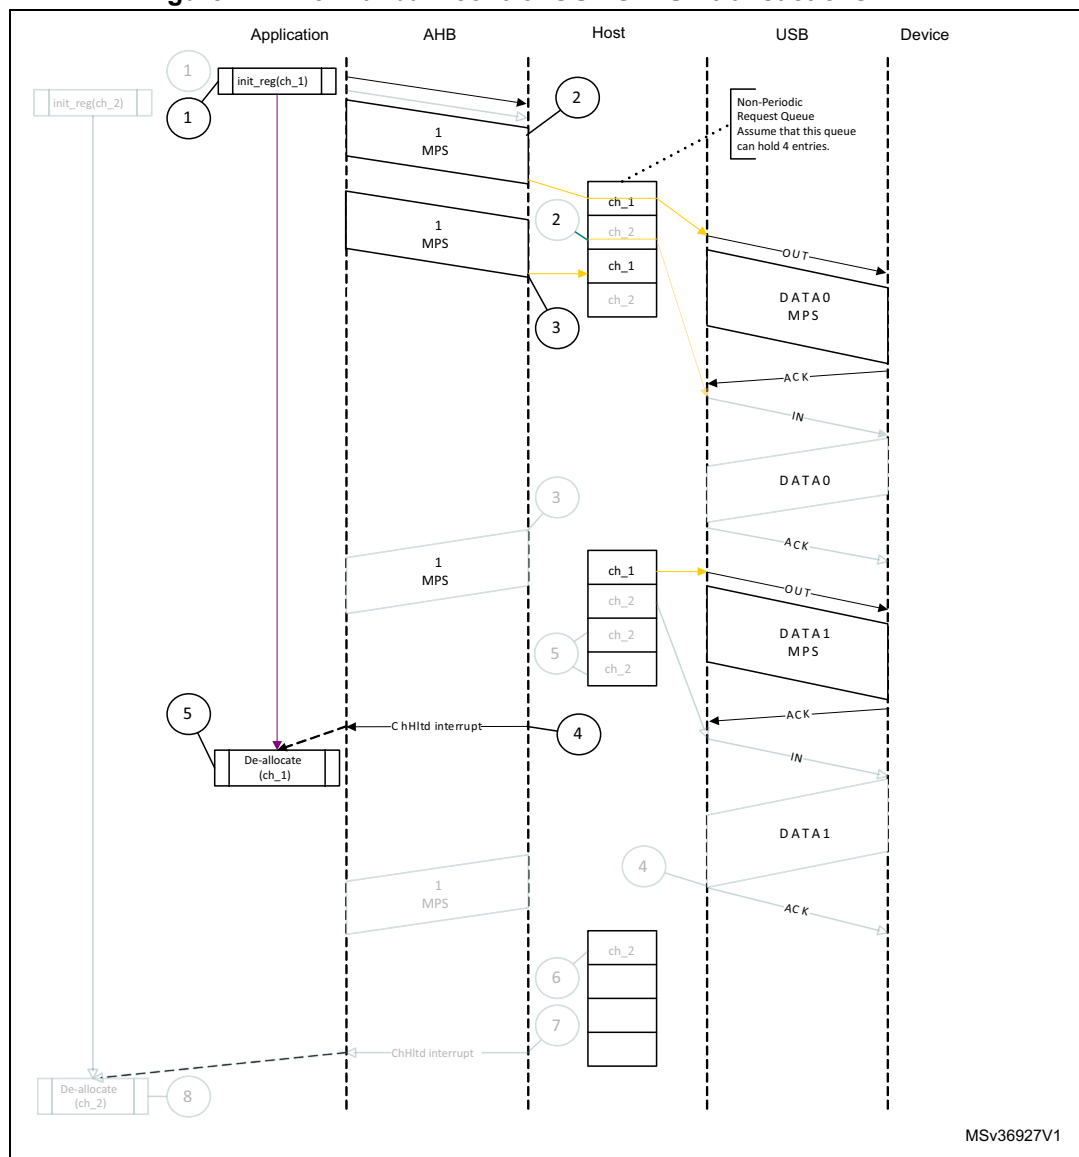 Application AHB Host USB Device
1
init_reg(ch_1)
init_reg(ch_2)
1
2
Non-Periodic
Request Queue
Assume that this queue
can hold 4 entries.
1
MPS
ch_1
2
ch_2
1
MPS
OUT
ch_1
ch_2
DATA0
MPS
3
ACK
IN
DATA0
3
ACK
1
MPS
ch_1
OUT
ch_2
ch_2
DATA1
MPS
5
ch_2
5
ACK
ChHltd interrupt
4
De-allocate
(ch_1)
IN
DATA1
4
1
MPS
ACK
ch_2
6
7
ChHltd interrupt
De-allocate
(ch_2)
8
MSv36927V1